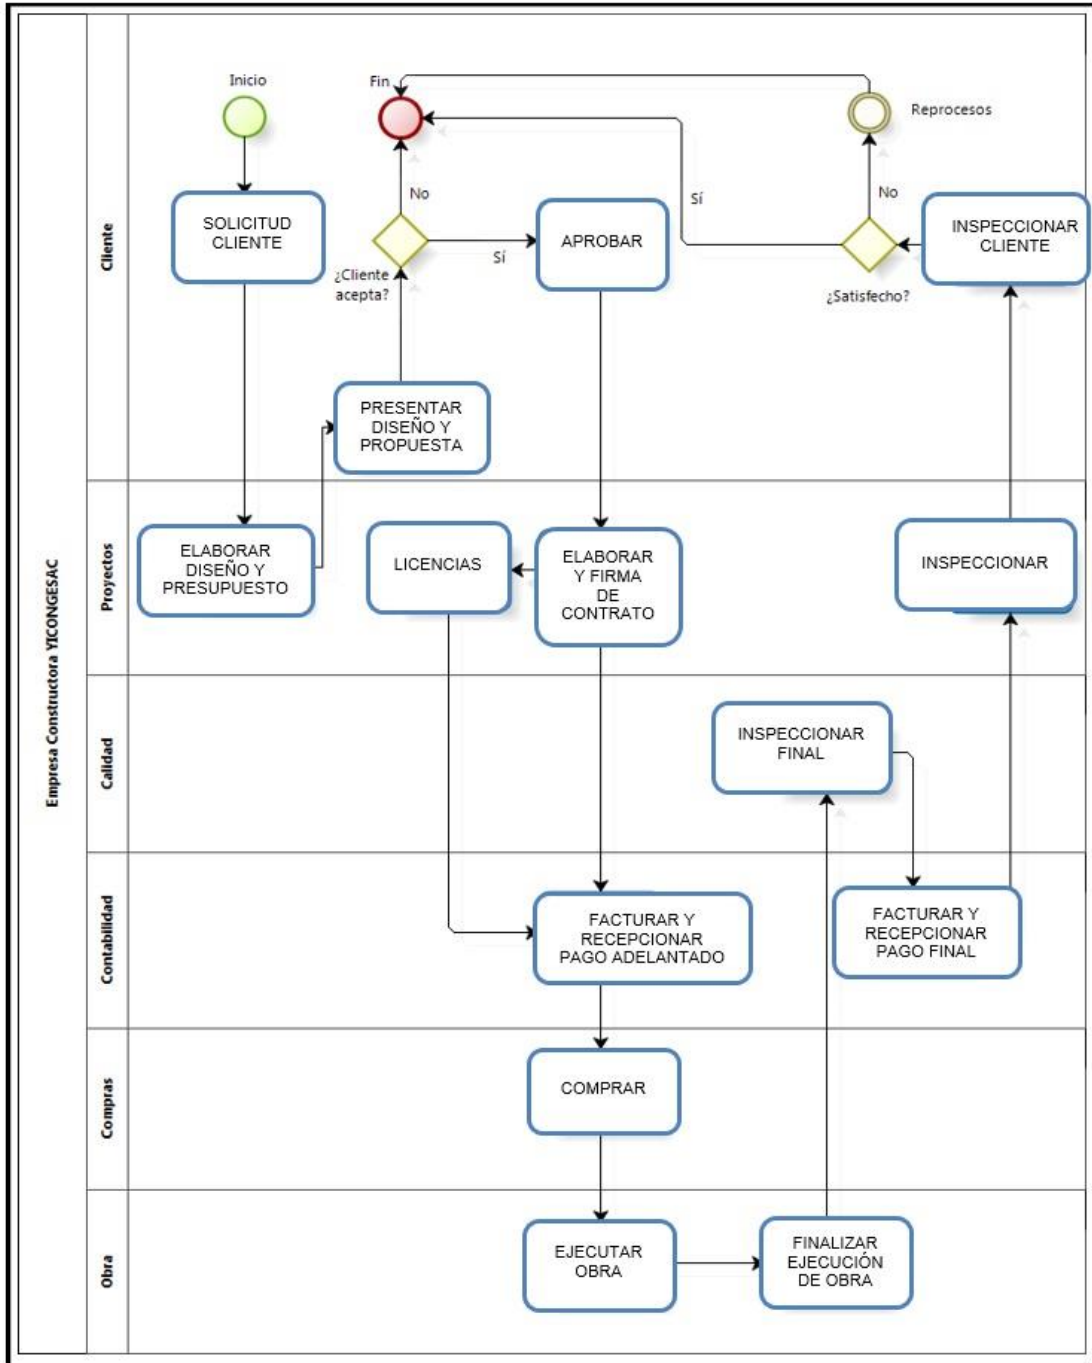 Empresa Constructora YICONGESAC
Cliente
Inicio
Fin
Reprocesos
SOLICITUD
CLIENTE
No
Sí
¿Cliente
acepta?
APROBAR
Sí
No
¿Satisfecho?
INSPECCIONAR
CLIENTE
PRESENTAR
DISEÑO Y
PROPUESTA
Proyectos
ELABORAR
DISEÑO Y
PRESUPUESTO
LICENCIAS
ELABORAR
Y FIRMA
DE
CONTRATO
INSPECCIONAR
Calidad
INSPECCIONAR
FINAL
Contabilidad
FACTURAR Y
RECEPCIONAR
PAGO ADELANTADO
FACTURAR Y
RECEPCIONAR
PAGO FINAL
Compras
COMPRAR
Obra
EJECUTAR
OBRA
FINALIZAR
EJECUCIÓN
DE OBRA